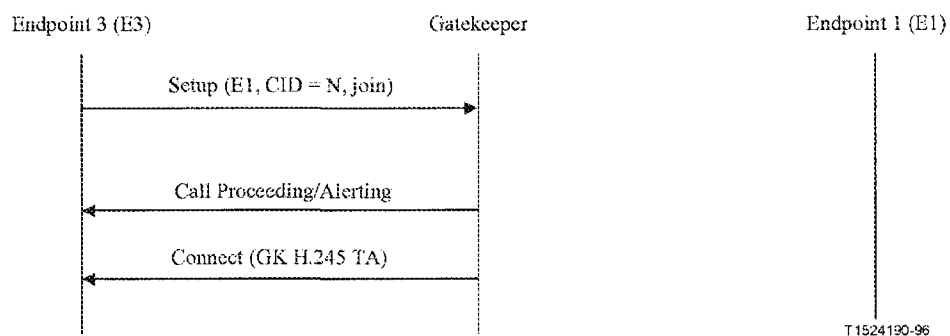 Endpoint 3 (E3)
Gatekeeper
Endpoint 1 (E1)
Setup (E1, CID = N, join)
Call Proceeding/Alerting
Connect (GK H.245 TA)
T1524190-96